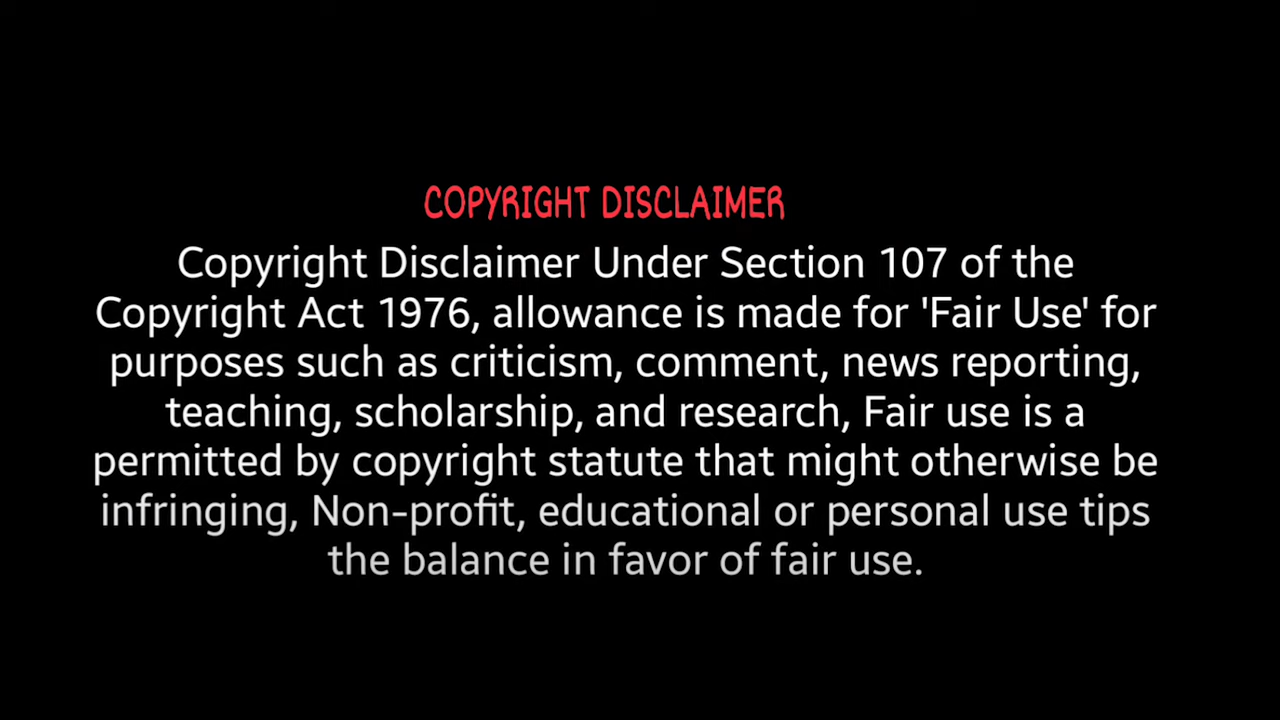 COPYRIGHT DISCLAIMER
Copyright Disclaimer Under Section 107 of the
Copyright Act 1976, allowance is made for 'Fair Use' for
purposes such as criticism, comment, news reporting,
teaching, scholarship, and research, Fair use is a
permitted by copyright statute that might otherwise be
infringing, Non-profit, educational or personal use tips
the balance in favor of fair use.